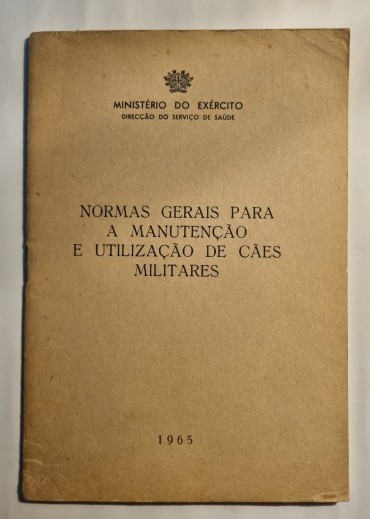 MINISTÉRIO DO EXÉRCITO
DIRECÇÃO DO SERVIÇO DE SAÚDE
NORMAS GERAIS PARA
A MANUTENÇÃO
E UTILIZAÇÃO DE CÃES
MILITARES
1965